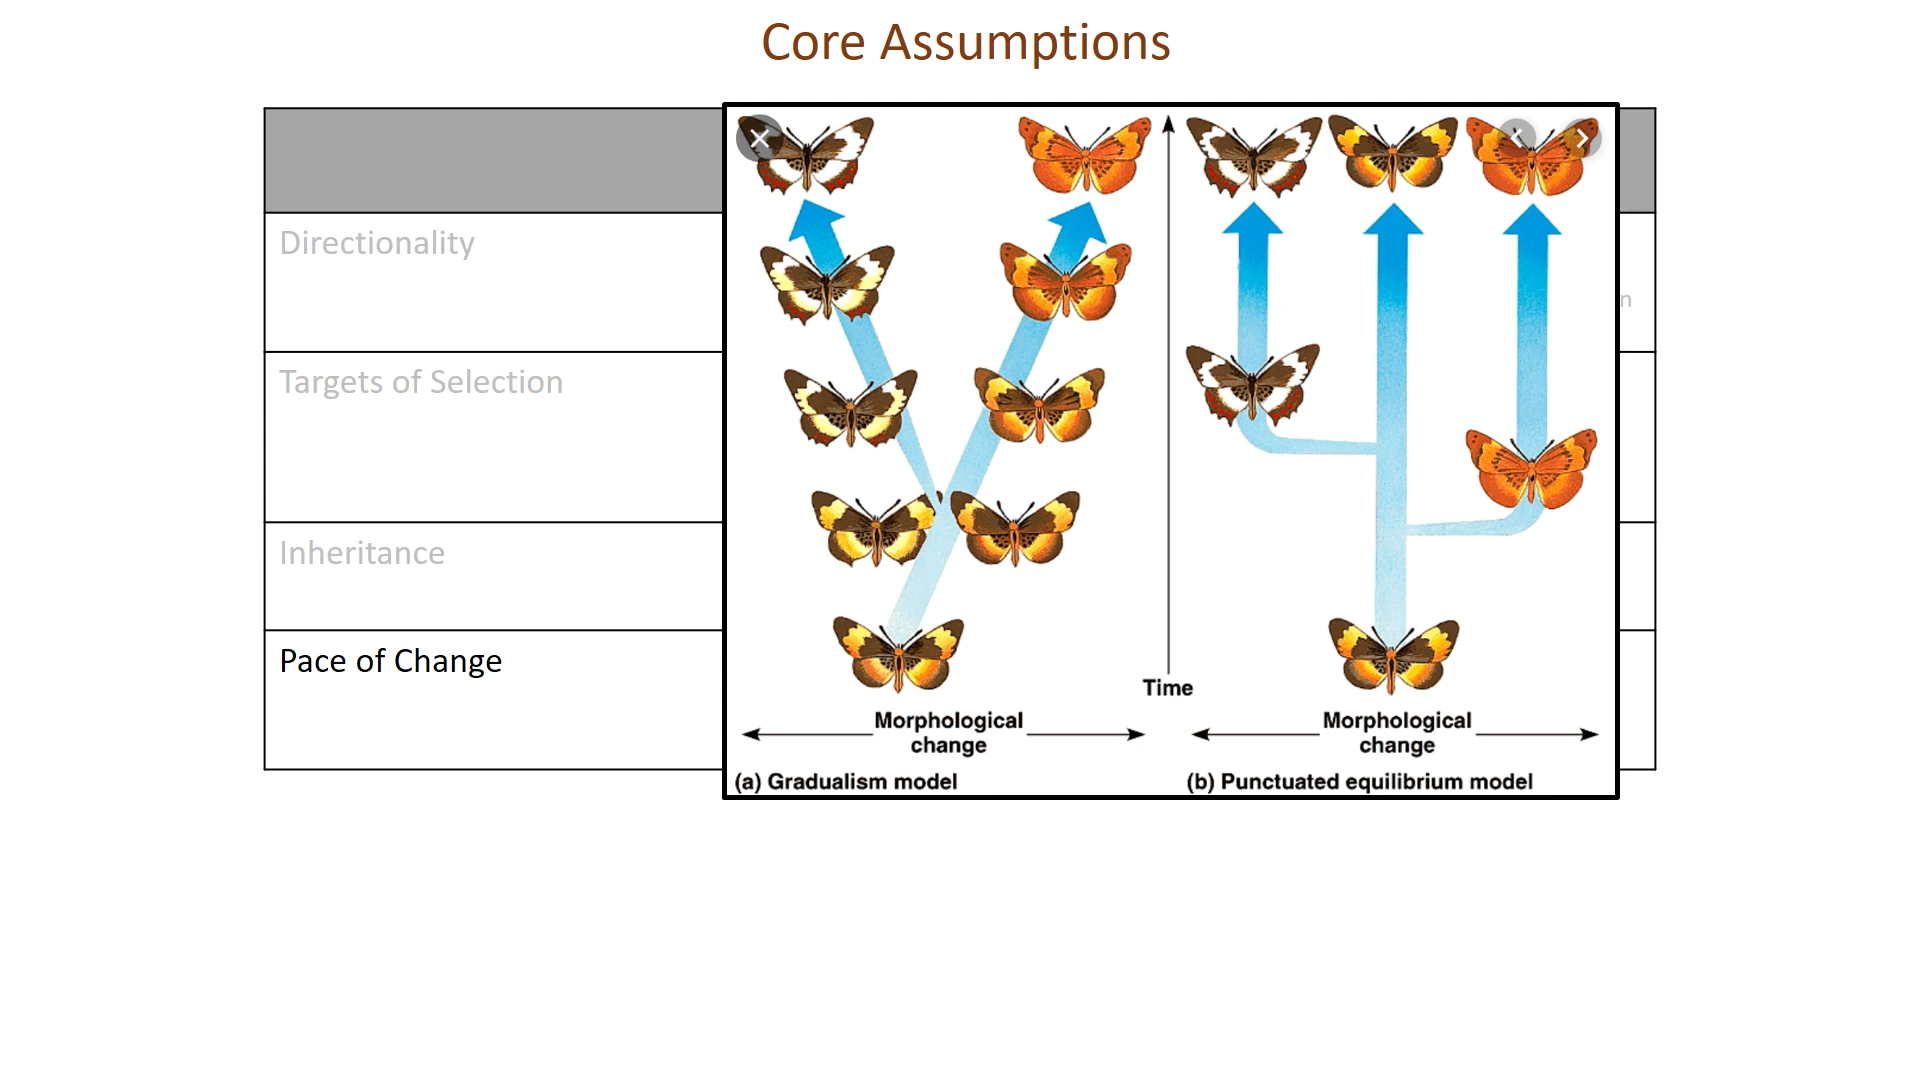 Core Assumptions
Directionality
n
Targets of Selection
Inheritance
Pace of Change
Time
Morphological
change
Morphological
change
(a) Gradualism model
(b) Punctuated equilibrium model